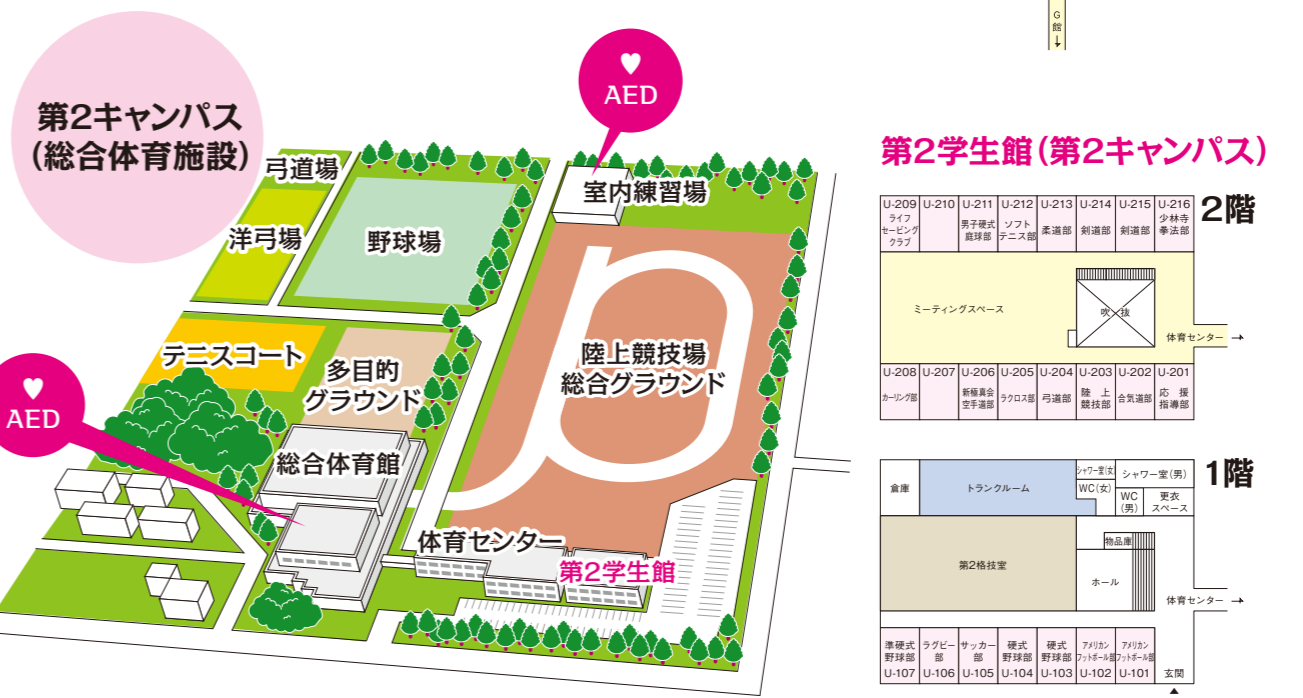 G
館
↓
第2キャンパス
(総合体育施設)
AED
弓道場
洋弓場
野球場
室内練習場
テニスコート
多目的
グラウンド
陸上競技場
総合グラウンド
AED
総合体育館
体育センター
第2学生館
第2学生館(第2キャンパス)
2階
U-209 U-210 U-211 U-212 U-213 U-214 U-215 U-216
ライフ
セービング
クラブ
男子硬式
庭球部
ソフト
テニス部
柔道部
剣道部
剣道部
少林寺
拳法部
ミーティングスペース
吹 抜
体育センター →
U-208 U-207 U-206 U-205 U-204 U-203 U-202 U-201
カーリング部
新極真会
空手道部
ラクロス部
弓道部
陸 上
競技部
合気道部
応 援
指導部
1階
倉庫
トランクルーム
シャワー室(女)
シャワー室(男)
WC(女)
WC
(男)
更衣
スペース
第2格技室
物品庫
ホール
体育センター →
準硬式
野球部
U-107
ラグビー
部
U-106
サッカー
部
U-105
硬式
野球部
U-104
硬式
野球部
U-103
アメリカン
フットボール部
U-102
アメリカン
フットボール部
U-101
玄関